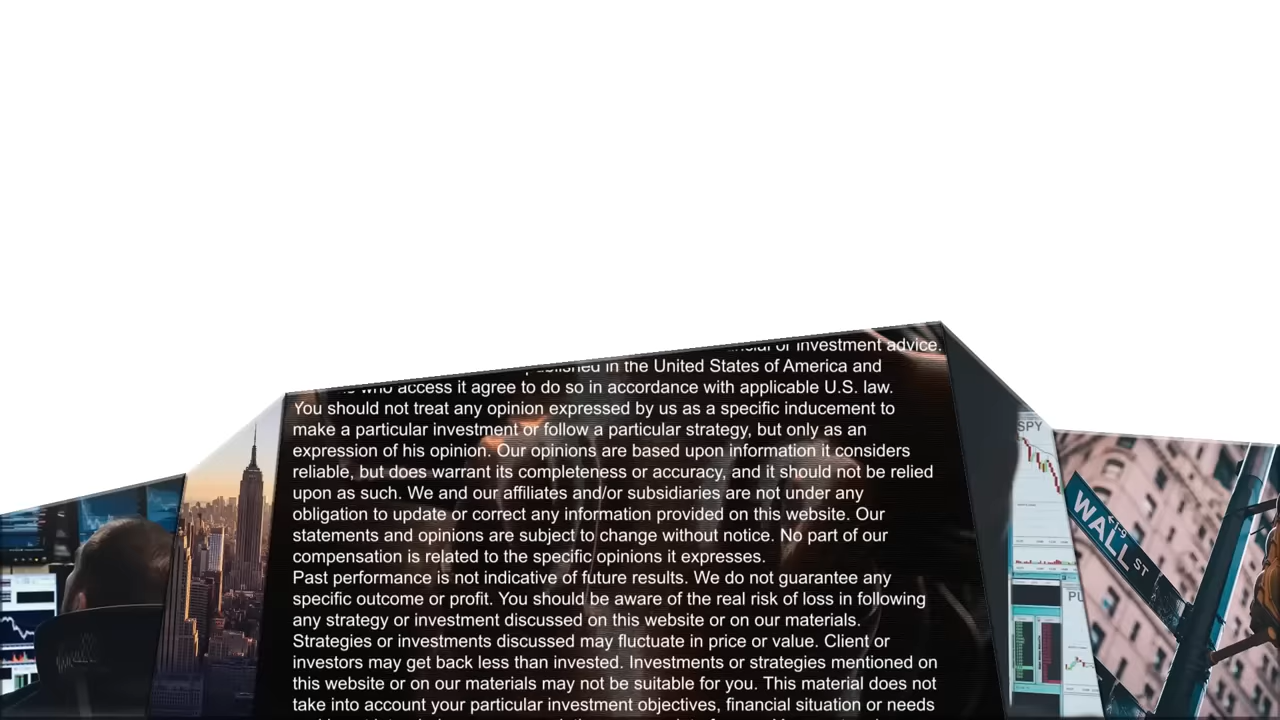 or investment advice.
in the United States of America and
who access it agree to do so in accordance with applicable U.S. law.
You should not treat any opinion expressed by us as a specific inducement to
make a particular investment or follow a particular strategy, but only as an
expression of his opinion. Our opinions are based upon information it considers
reliable, but does warrant its completeness or accuracy, and it should not be relied
upon as such. We and our affiliates and/or subsidiaries are not under any
obligation to update or correct any information provided on this website. Our
statements and opinions are subject to change without notice. No part of our
compensation is related to the specific opinions it expresses.
Past performance is not indicative of future results. We do not guarantee any
specific outcome or profit. You should be aware of the real risk of loss in following
any strategy or investment discussed on this website or on our materials.
Strategies or investments discussed may fluctuate in price or value. Client or
investors may get back less than invested. Investments or strategies mentioned on
this website or on our materials may not be suitable for you. This material does not
take into account your particular investment objectives, financial situation or needs
SPY
WALL ST